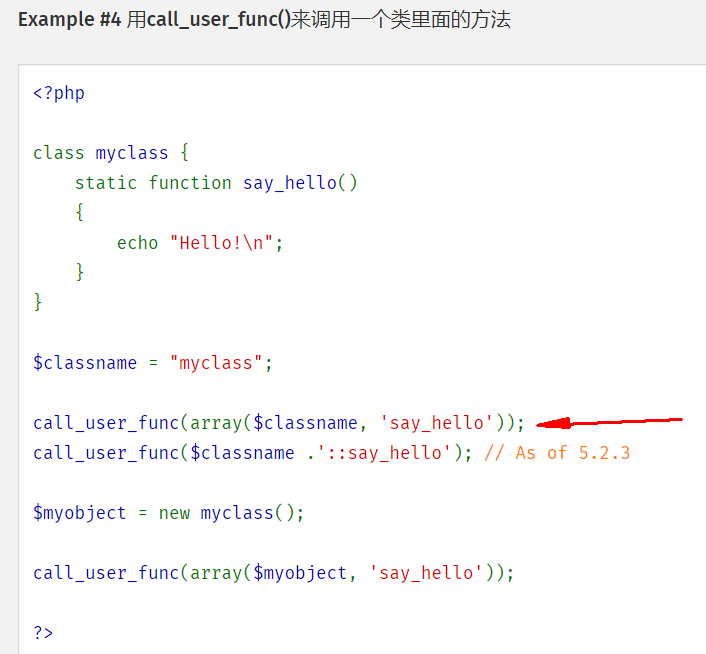 Example #4 用call_user_func()来调用一个类里面的方法
<?php
class myclass {
static function say_hello()
{
echo "Hello!\n";
}
}
$classname = "myclass";
call_user_func(array($classname, 'say_hello'));
call_user_func($classname .'::say_hello'); // As of 5.2.3
$myobject = new myclass();
call_user_func(array($myobject, 'say_hello'));
?>